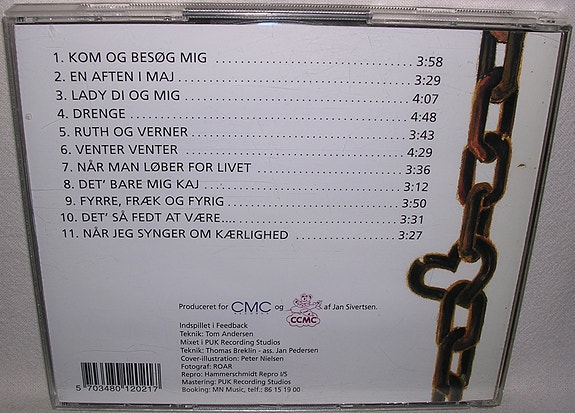 1. KOM OG BESØG MIG ........ 3:58
2. EN AFTEN I MAJ ........ 3:29
3. LADY DI OG MIG ........ 4:07
4. DRENGE ........ 4:48
5. RUTH OG VERNER ........ 3:43
6. VENTER VENTER ........ 4:29
7. NÅR MAN LØBER FOR LIVET ........ 3:36
8. DET' BARE MIG KAJ ........ 3:12
9. FYRRE, FRÆK OG FYRIG ........ 3:50
10. DET' SÅ FEDT AT VÆRE.... ........ 3:31
11. NÅR JEG SYNGER OM KÆRLIGHED ........ 3:27
Produceret for CMC og CCMC af Jan Sivertsen.
Indspillet i Feedback
Teknik: Tom Andersen
Mixet i PUK Recording Studios
Teknik: Thomas Breklin - ass. Jan Pedersen
Cover-illustration: Peter Nielsen
Fotograf: ROAR
Repro: Hammerschmidt Repro I/S
Mastering: PUK Recording Studios
Booking: MN Music, telf.: 86 15 19 00
5 703480 120217